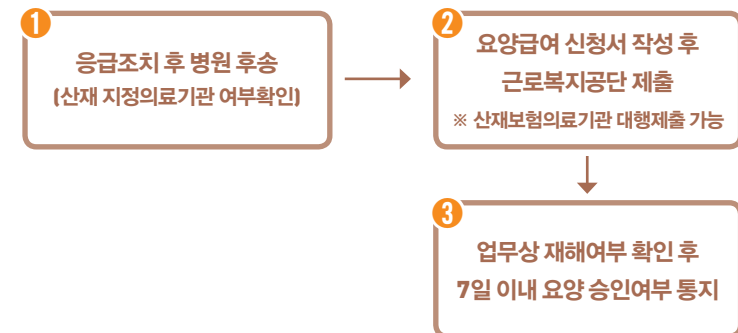 1
응급조치 후 병원 후송
(산재 지정의료기관 여부확인)
2
요양급여 신청서 작성 후
근로복지공단 제출
※ 산재보험의료기관 대행제출 가능
3
업무상 재해여부 확인 후
7일 이내 요양 승인여부 통지